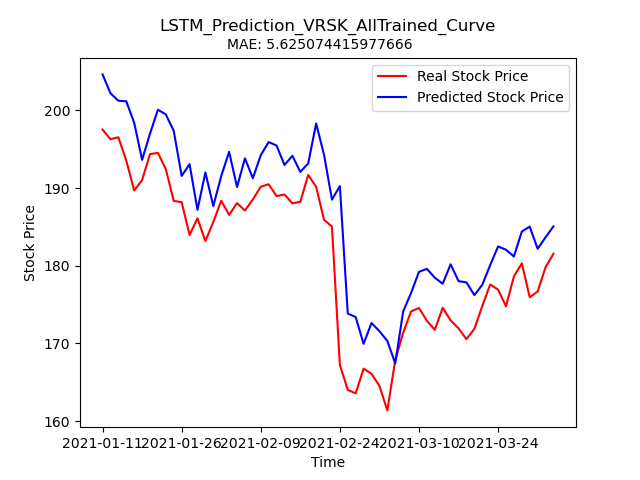 LSTM_Prediction_VRSK_AllTrained_Curve
MAE: 5.625074415977666
Real Stock Price
Predicted Stock Price
200
190
180
170
160
Stock Price
2021-01-11 2021-01-26 2021-02-09 2021-02-24 2021-03-10 2021-03-24
Time